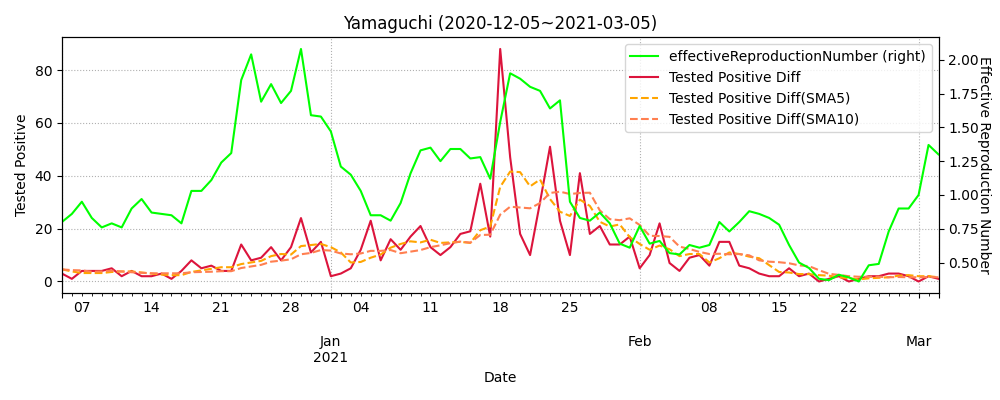 Yamaguchi (2020-12-05~2021-03-05)
effectiveReproductionNumber (right)
Tested Positive Diff
Tested Positive Diff(SMA5)
Tested Positive Diff(SMA10)
Tested Positive
80
60
40
20
0
2.00
1.75
1.50
1.25
1.00
0.75
0.50
Effective Reproduction Number
07 14 21 28 04 11 18 25 08 15 22
Jan Feb Mar
2021
Date